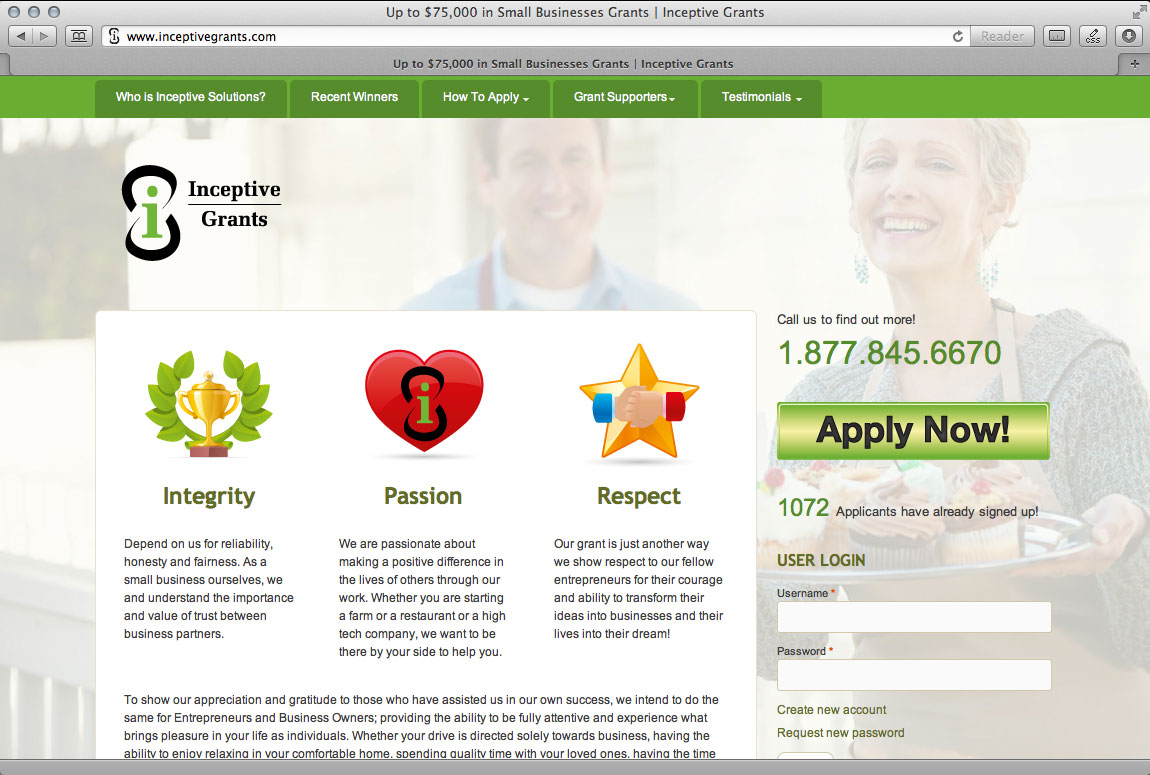 Up to $75,000 in Small Businesses Grants | Inceptive Grants
www.inceptivegrants.com
Reader
css
Up to $75,000 in Small Businesses Grants | Inceptive Grants
Who is Inceptive Solutions?
Recent Winners
How To Apply
Grant Supporters
Testimonials
i
Inceptive
Grants
i
Integrity
Depend on us for reliability,
honesty and fairness. As a
small business ourselves, we
and understand the importance
and value of trust between
business partners.
Passion
We are passionate about
making a positive difference in
the lives of others through our
work. Whether you are starting
a farm or a restaurant or a high
tech company, we want to be
there by your side to help you.
Respect
Our grant is just another way
we show respect to our fellow
entrepreneurs for their courage
and ability to transform their
ideas into businesses and their
lives into their dream!
To show our appreciation and gratitude to those who have assisted us in our own success, we intend to do the
same for Entrepreneurs and Business Owners; providing the ability to be fully attentive and experience what
brings pleasure in your life as individuals. Whether your drive is directed solely towards business, having the
ability to enjoy relaxing in your comfortable home, spending quality time with your loved ones, having the time
Call us to find out more!
1.877.845.6670
Apply Now!
1072 Applicants have already signed up!
USER LOGIN
Username *
Password *
Create new account
Request new password